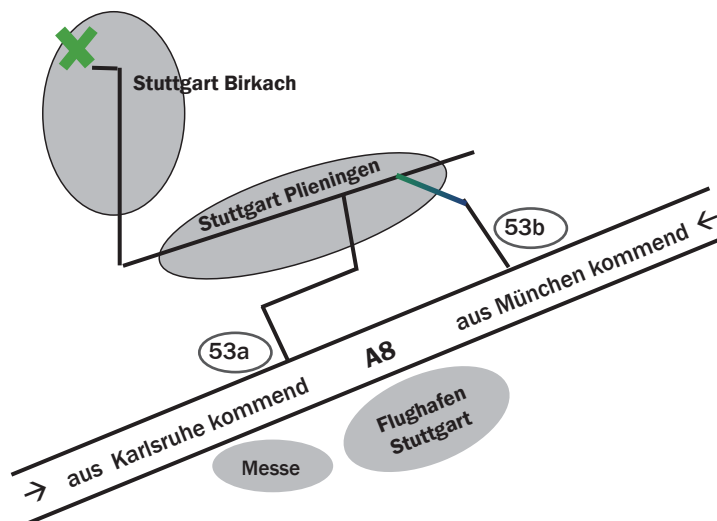 Stuttgart Birkach
Stuttgart Plieningen
53b
aus München kommend
53a
A8
aus Karlsruhe kommend
Flughafen
Stuttgart
Messe